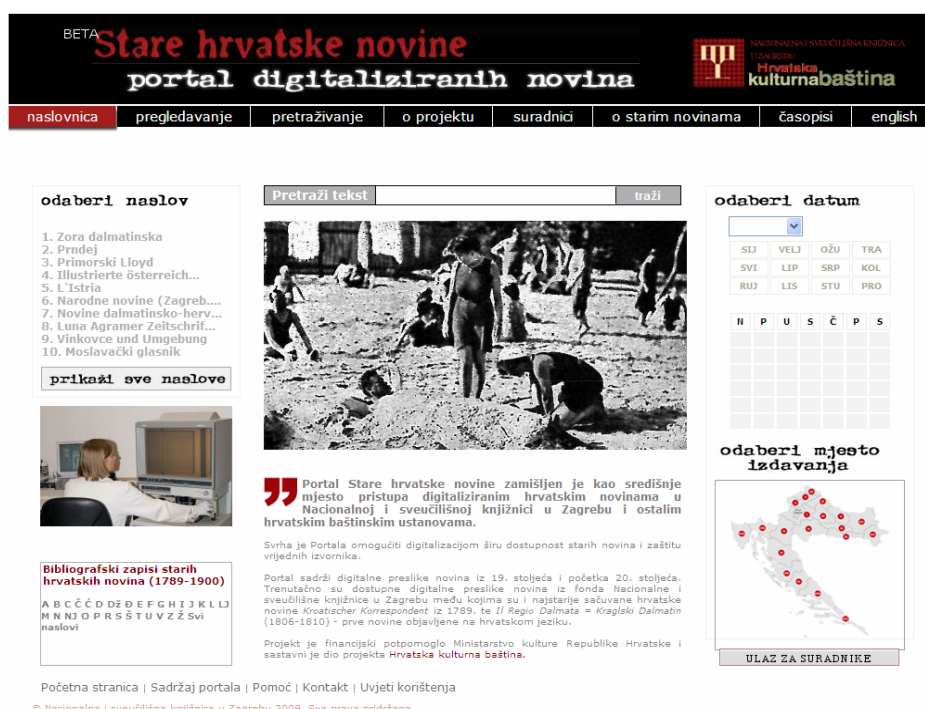 BETA
Stare hrvatske novine
portal digitaliziranih novina
NACIONALNA I SVEUČILIŠNA KNJIŽNICA
U ZAGREBU
Hrvatska
kulturnabaština
naslovnica pregledavanje pretraživanje o projektu suradnici o starim novinama časopisi english
odaberi naslov
1. Zora dalmatinska
2. Prndej
3. Primorski Lloyd
4. Illustrierte österreich...
5. L'Istria
6. Narodne novine (Zagreb....
7. Novine dalmatinsko-herv...
8. Luna Agramer Zeitschrif...
9. Vinkovce und Umgebung
10. Moslavački glasnik
prikaži sve naslove
Bibliografski zapisi starih
hrvatskih novina (1789-1900)
A B C Č Ć D Dž Đ E F G H I J K L LJ
M N NJ O P R S Š T U V Z Ž Svi
naslovi
Pretraži tekst traži
Portal Stare hrvatske novine zamišljen je kao središnje
mjesto pristupa digitaliziranim hrvatskim novinama u
Nacionalnoj i sveučilišnoj knjižnici u Zagrebu i ostalim
hrvatskim baštinskim ustanovama.
Svrha je Portala omogućiti digitalizacijom širu dostupnost starih novina i zaštitu
vrijednih izvornika.
Portal sadrži digitalne preslike novina iz 19. stoljeća i početka 20. stoljeća.
Trenutačno su dostupne digitalne preslike novina iz fonda Nacionalne i
sveučilišne knjižnice u Zagrebu među kojima su i najstarije sačuvane hrvatske
novine Kroatischer Korrespondent iz 1789. te Il Regio Dalmata = Kraglski Dalmatin
(1806-1810) - prve novine objavljene na hrvatskom jeziku.
Projekt je financijski potpomoglo Ministarstvo kulture Republike Hrvatske i
sastavni je dio projekta Hrvatska kulturna baština.
odaberi datum
SIJ VELJ OŽU TRA
SVI LIP SRP KOL
RUJ LIS STU PRO
N P U S Č P S
odaberi mjesto
izdavanja
ULAZ ZA SURADNIKE
Početna stranica | Sadržaj portala | Pomoć | Kontakt | Uvjeti korištenja
© Nacionalna i sveučilišna knjižnica u Zagrebu 2009. Sva prava pridržana.